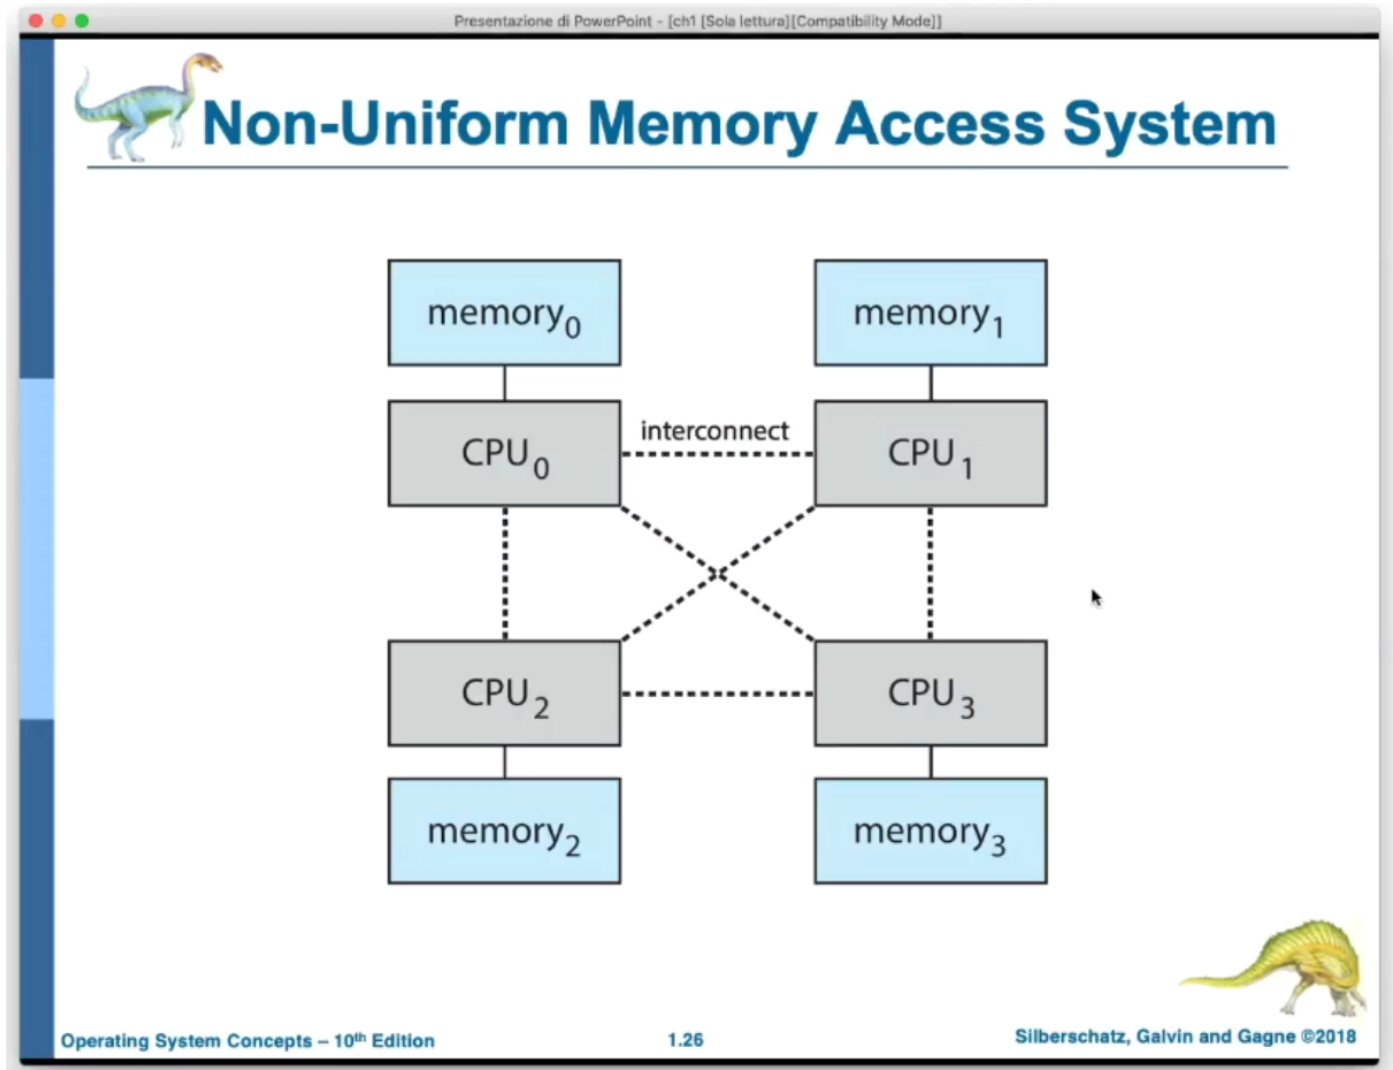 Presentazione di PowerPoint - [ch1 [Sola lettura][Compatibility Mode]]
Non-Uniform Memory Access System
memory₀
memory₁
interconnect
CPU₀
CPU₁
CPU₂
CPU₃
memory₂
memory₃
Operating System Concepts – 10th Edition
1.26
Silberschatz, Galvin and Gagne ©2018